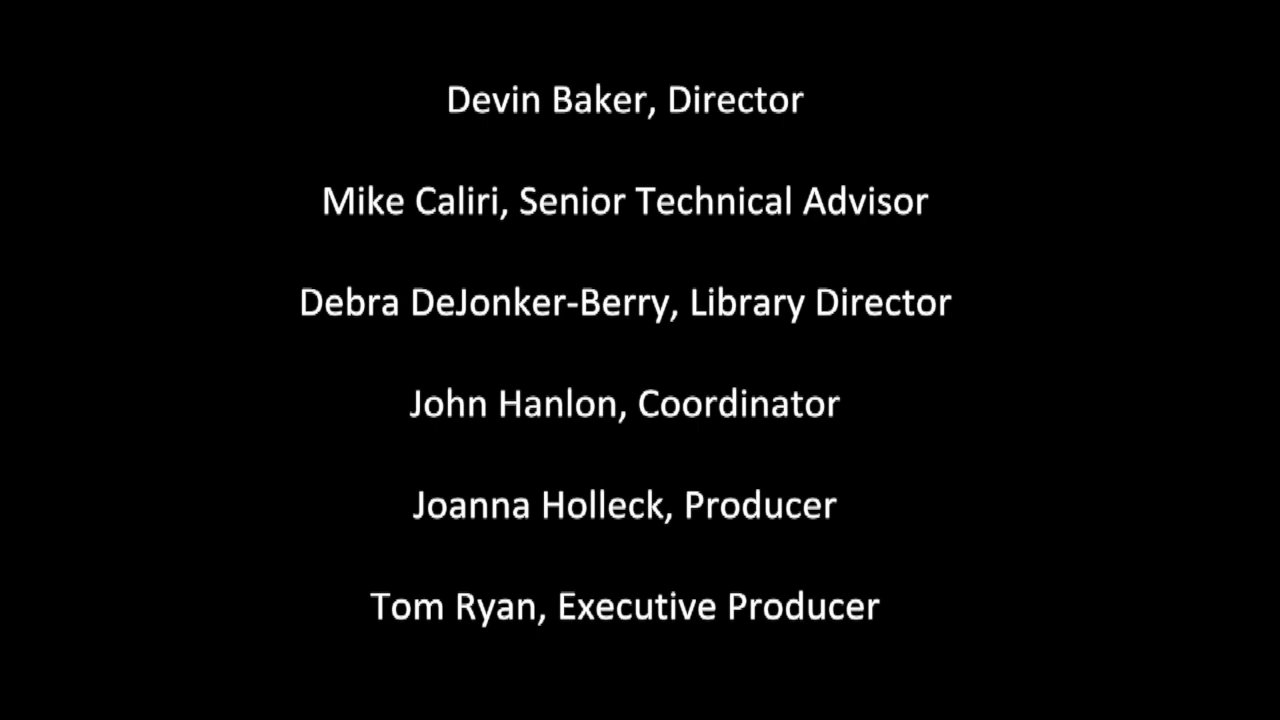 Devin Baker, Director
Mike Caliri, Senior Technical Advisor
Debra DeJonker-Berry, Library Director
John Hanlon, Coordinator
Joanna Holleck, Producer
Tom Ryan, Executive Producer